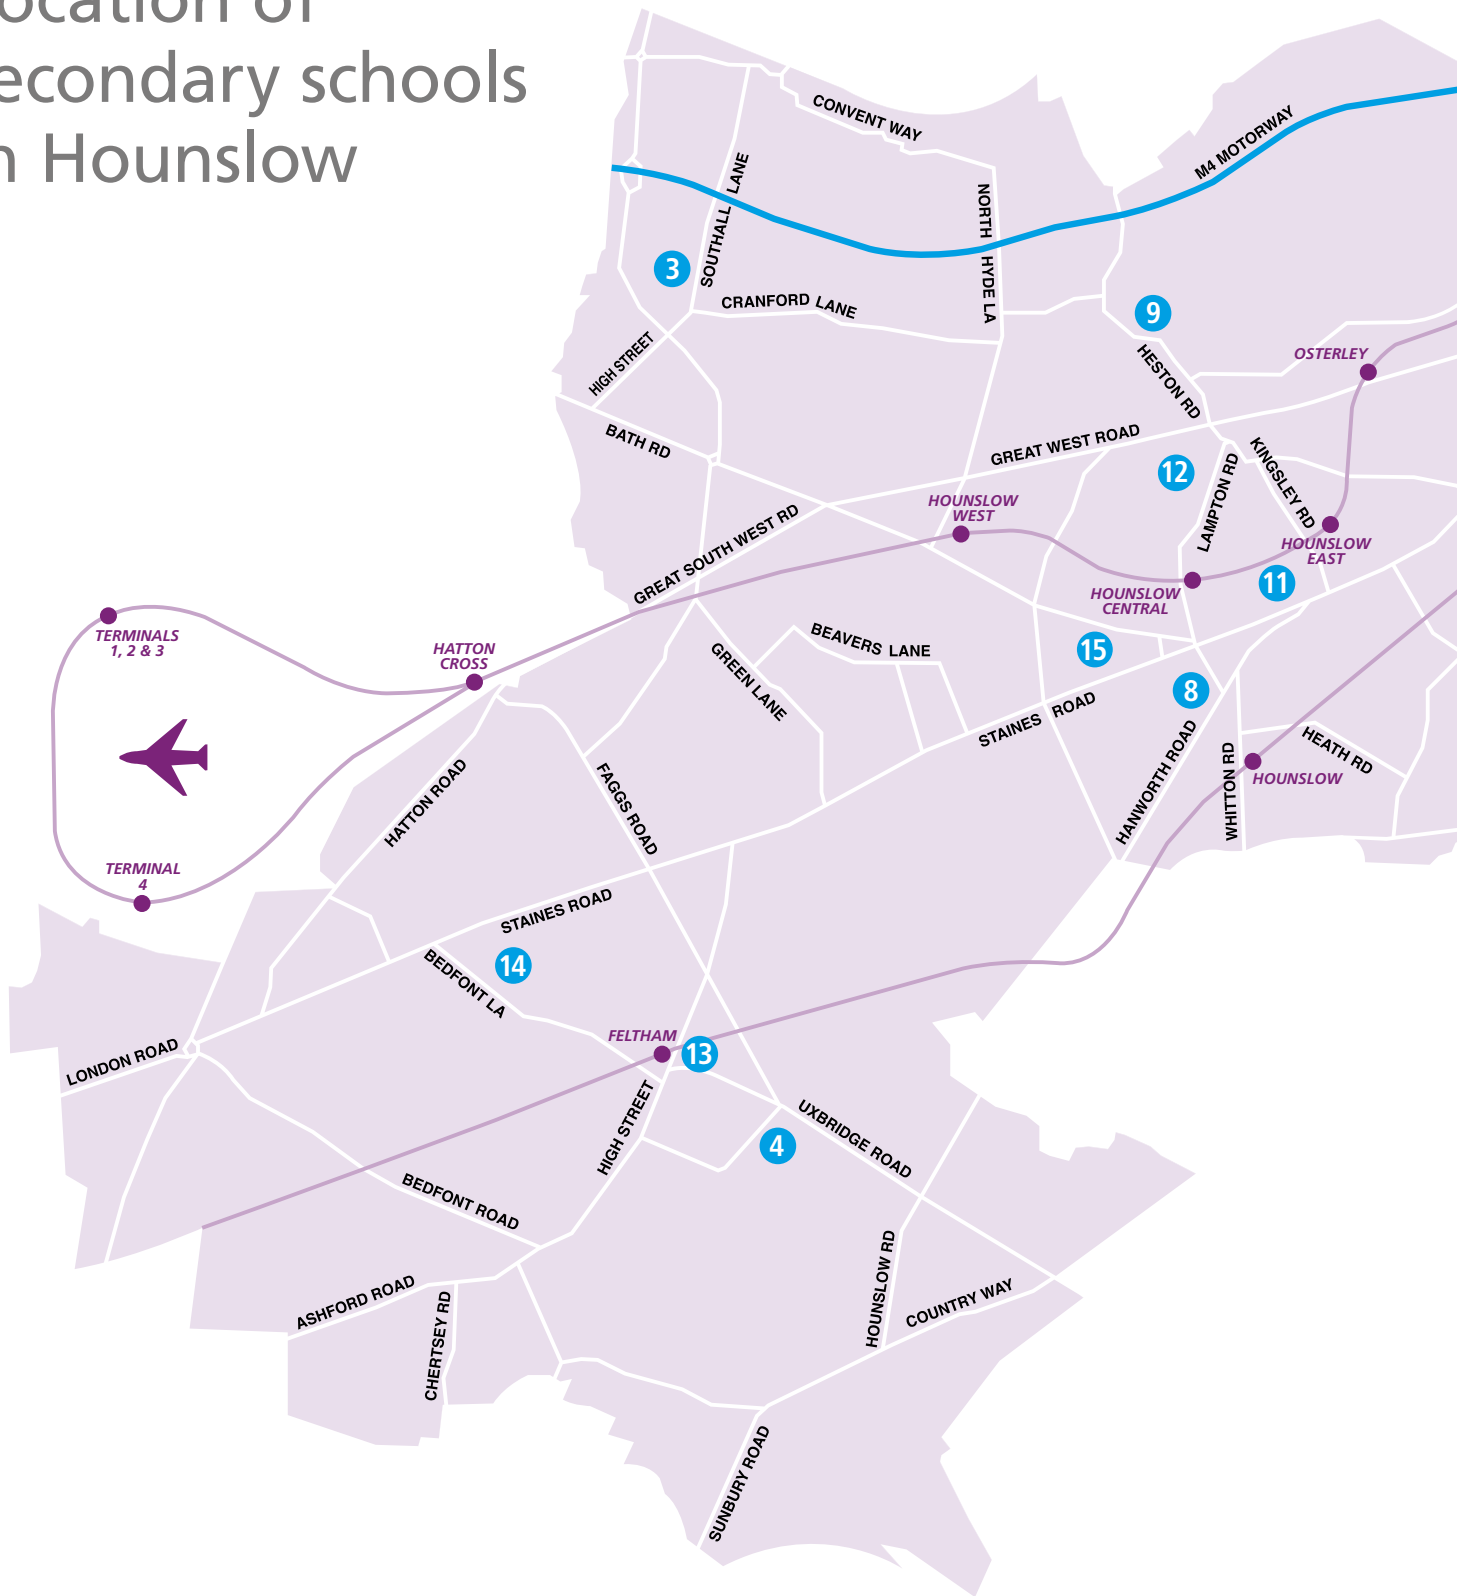 ocation of
econdary schools
n Hounslow
CONVENT WAY
M4 MOTORWAY
SOUTHALL LANE
NORTH HYDE LA
3
CRANFORD LANE
9
HIGH STREET
HESTON RD
OSTERLEY
BATH RD
GREAT WEST ROAD
12
LAMPTON RD
KINGSLEY RD
HOUNSLOW
WEST
GREAT SOUTH WEST RD
HOUNSLOW
EAST
11
HOUNSLOW
CENTRAL
TERMINALS
1, 2 & 3
HATTON
CROSS
BEAVERS LANE
15
GREEN LANE
8
STAINES ROAD
HEATH RD
HANWORTH ROAD
WHITTON RD
HOUNSLOW
HATTON ROAD
FAGGS ROAD
TERMINAL
4
STAINES ROAD
14
BEDFONT LA
FELTHAM
13
LONDON ROAD
HIGH STREET
UXBRIDGE ROAD
4
BEDFONT ROAD
HOUNSLOW RD
ASHFORD ROAD
COUNTRY WAY
CHERTSEY RD
SUNBURY ROAD